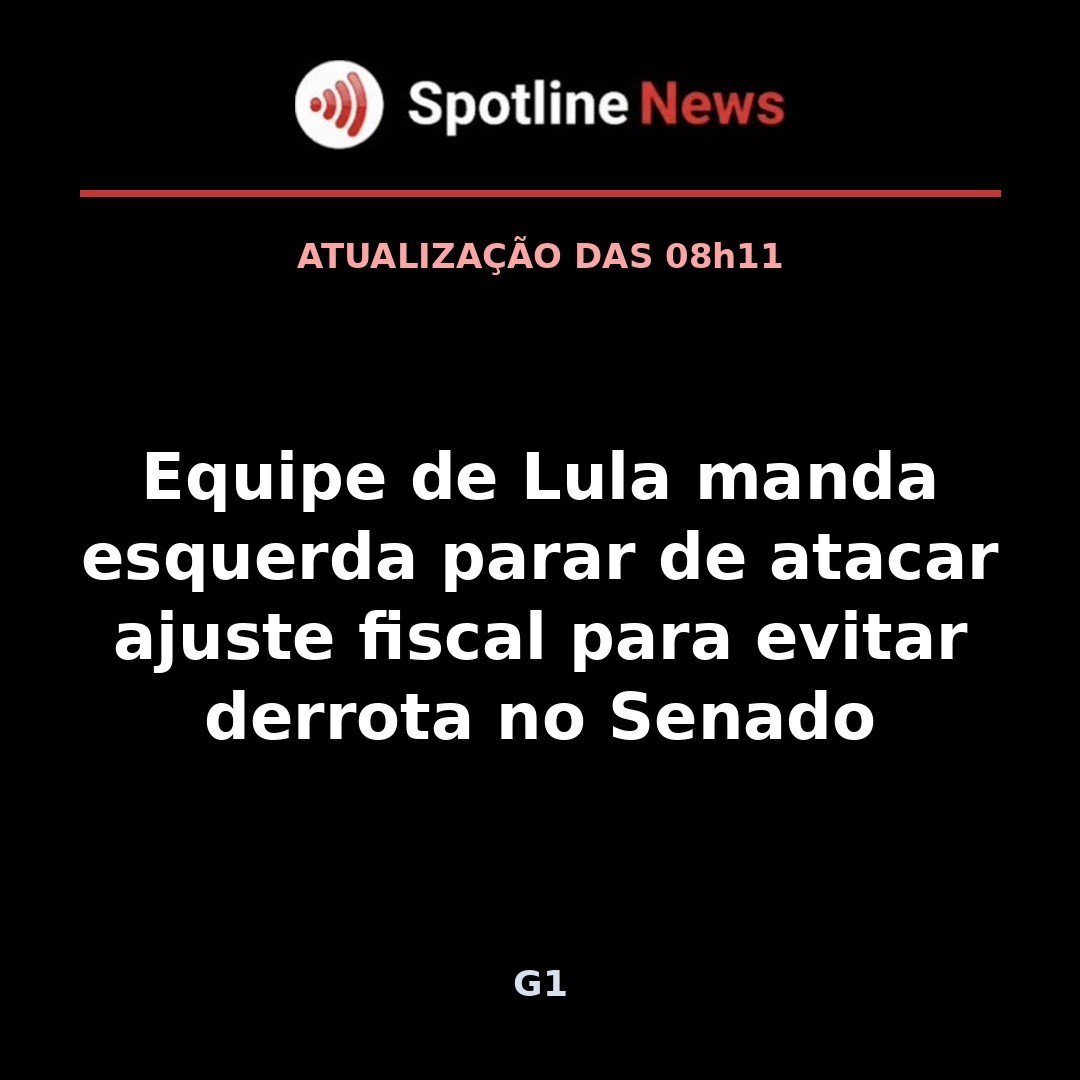 Spotline News
ATUALIZAÇÃO DAS 08h11
Equipe de Lula manda
esquerda parar de atacar
ajuste fiscal para evitar
derrota no Senado
G1